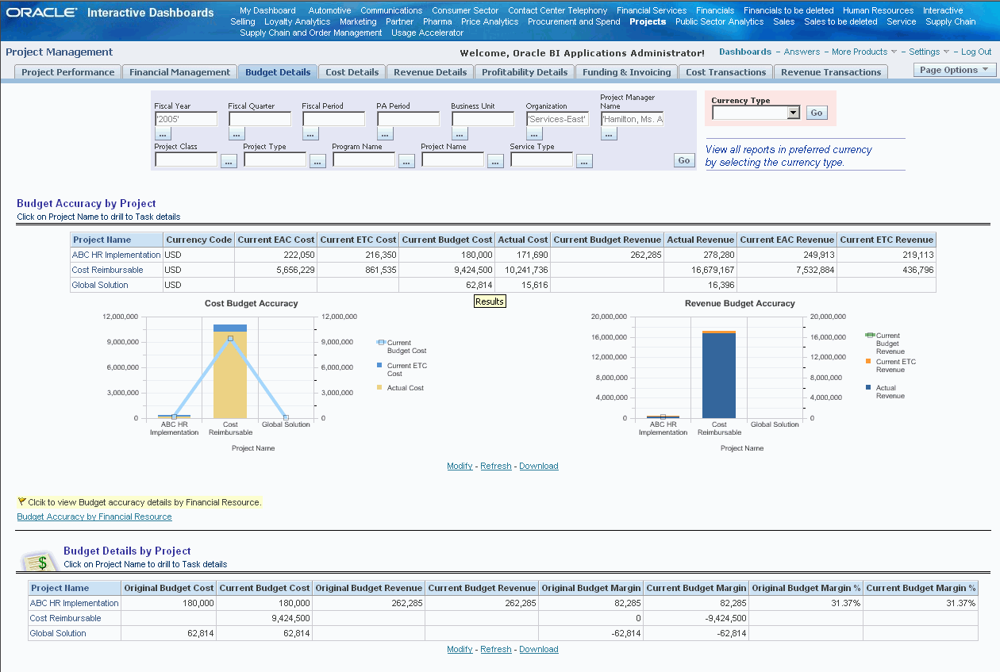 ORACLE® Interactive Dashboards
My Dashboard Automotive Communications Consumer Sector Contact Center Telephony Financial Services Financials Financials to be deleted Human Resources Interactive
Selling Loyalty Analytics Marketing Partner Pharma Price Analytics Procurement and Spend Projects Public Sector Analytics Sales Sales to be deleted Service Supply Chain
Supply Chain and Order Management Usage Accelerator
Project Management
Welcome, Oracle BI Applications Administrator!
Dashboards - Answers - More Products - Settings - Log Out
Project Performance Financial Management Budget Details Cost Details Revenue Details Profitability Details Funding & Invoicing Cost Transactions Revenue Transactions
Page Options
Fiscal Year Fiscal Quarter Fiscal Period PA Period Business Unit Organization Project Manager Name
'2005' 'Services-East' 'Hamilton, Ms. A
... ... ... ... ... ... ...
Project Class Project Type Program Name Project Name Service Type
... ... ... ... ...
Go
Currency Type
Go
View all reports in preferred currency
by selecting the currency type.
Budget Accuracy by Project
Click on Project Name to drill to Task details
Project Name Currency Code Current EAC Cost Current ETC Cost Current Budget Cost Actual Cost Current Budget Revenue Actual Revenue Current EAC Revenue Current ETC Revenue
ABC HR Implementation USD 222,050 216,350 180,000 171,690 262,285 278,280 249,913 219,113
Cost Reimbursable USD 5,656,229 861,535 9,424,500 10,241,736 16,679,167 7,532,884 436,796
Global Solution USD 62,814 15,616 16,396
Results
Cost Budget Accuracy
12,000,000 12,000,000
9,000,000 9,000,000
6,000,000 6,000,000
3,000,000 3,000,000
0 0
ABC HR Implementation
Cost Reimbursable
Global Solution
Project Name
Current Budget Cost
Current ETC Cost
Actual Cost
Revenue Budget Accuracy
20,000,000 20,000,000
16,000,000 16,000,000
12,000,000 12,000,000
8,000,000 8,000,000
4,000,000 4,000,000
0 0
ABC HR Implementation
Cost Reimbursable
Global Solution
Project Name
Current Budget Revenue
Current ETC Revenue
Actual Revenue
Modify - Refresh - Download
Clcik to view Budget accuracy details by Financial Resource.
Budget Accuracy by Financial Resource
$
Budget Details by Project
Click on Project Name to drill to Task details
Project Name Original Budget Cost Current Budget Cost Original Budget Revenue Current Budget Revenue Original Budget Margin Current Budget Margin Original Budget Margin % Current Budget Margin %
ABC HR Implementation 180,000 180,000 262,285 262,285 82,285 82,285 31.37% 31.37%
Cost Reimbursable 9,424,500 0 -9,424,500
Global Solution 62,814 62,814 -62,814 -62,814
Modify - Refresh - Download